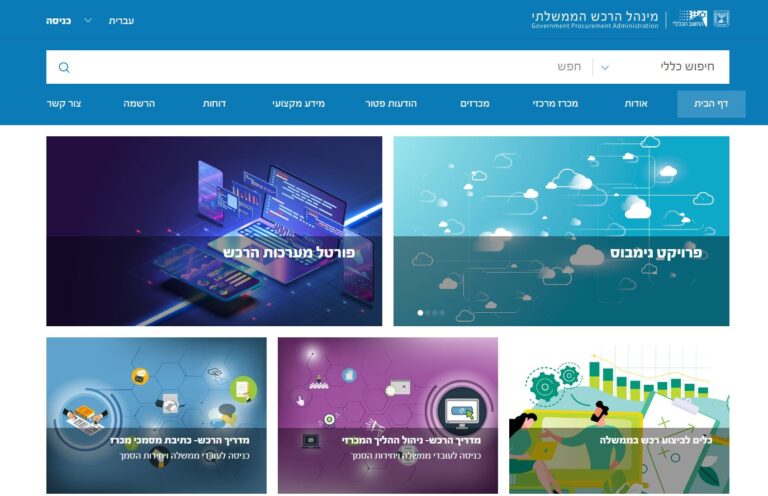 מינהל הרכש הממשלתי
Government Procurement Administration
החשב הכללי
עברית
כניסה
חיפוש כללי
חפש
דף הבית
אודות
מכרז מרכזי
מכרזים
הודעות פטור
מידע מקצועי
דוחות
הרשמה
צור קשר
פרויקט נימבוס
פורטל מערכות הרכש
כלים לביצוע רכש בממשלה
מדריך הרכש- ניהול ההליך המכרזי
כניסה לעובדי ממשלה ויחידות הסמך
מדריך הרכש- כתיבת מסמכי מכרז
כניסה לעובדי ממשלה ויחידות הסמך